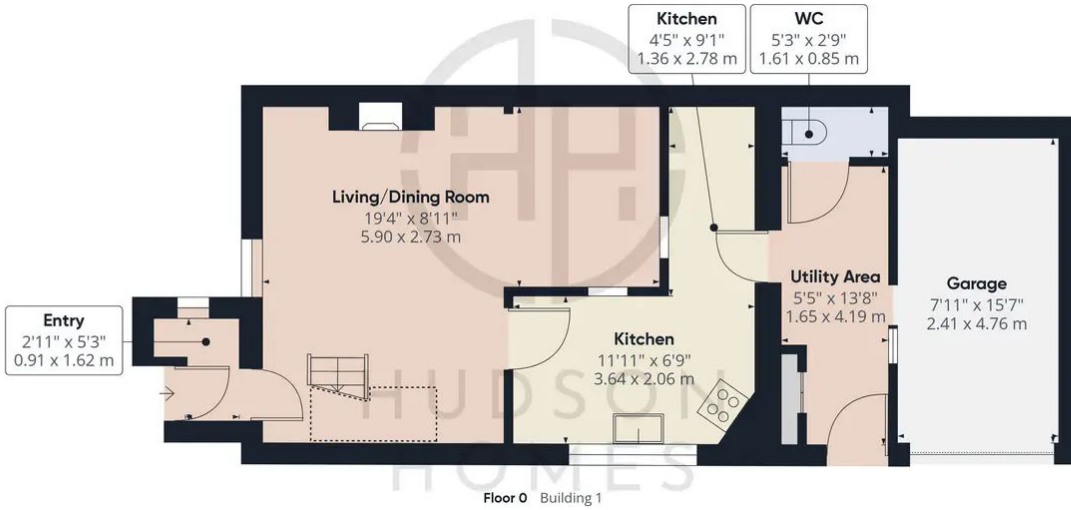 Kitchen
4'5" x 9'1"
1.36 x 2.78 m
WC
5'3" x 2'9"
1.61 x 0.85 m
Living/Dining Room
19'4" x 8'11"
5.90 x 2.73 m
Entry
2'11" x 5'3"
0.91 x 1.62 m
Kitchen
11'11" x 6'9"
3.64 x 2.06 m
Utility Area
5'5" x 13'8"
1.65 x 4.19 m
Garage
7'11" x 15'7"
2.41 x 4.76 m
HUDSON
HOMES
Floor 0 Building 1